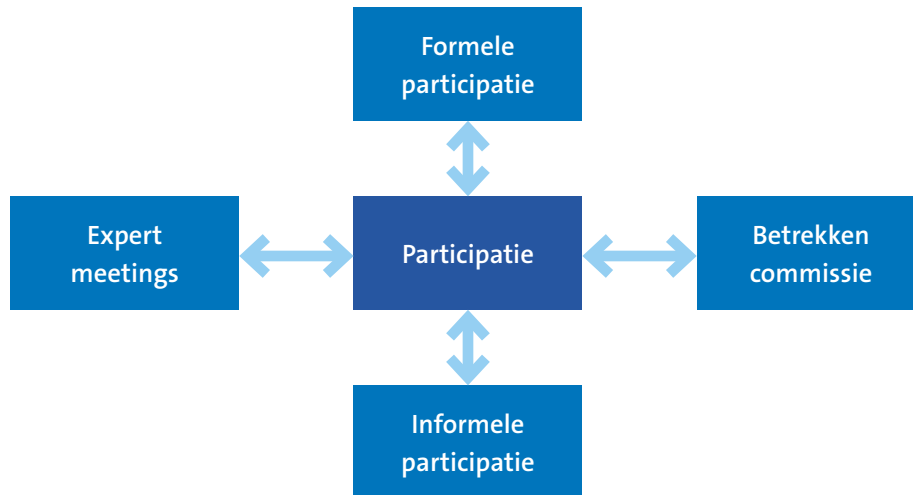 Formele
participatie
Expert
meetings
Participatie
Betrekken
commissie
Informele
participatie